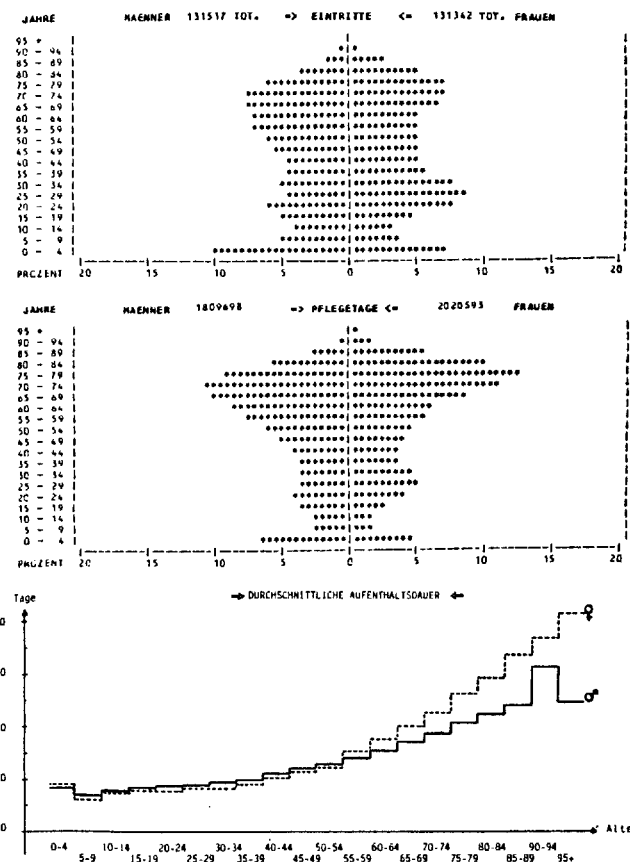 JAHRE MAENNER 131517 TOT. => EINTRITTE <= 131342 TOT. FRAUEN
95 +
90 - 94
85 - 89
80 - 84
75 - 79
70 - 74
65 - 69
60 - 64
55 - 59
50 - 54
45 - 49
40 - 44
35 - 39
30 - 34
25 - 29
20 - 24
15 - 19
10 - 14
5 - 9
0 - 4
PROZENT 20 15 10 5 0 5 10 15 20
JAHRE MAENNER 1809698 => PFLEGETAGE <= 2020593 FRAUEN
95 +
90 - 94
85 - 89
80 - 84
75 - 79
70 - 74
65 - 69
60 - 64
55 - 59
50 - 54
45 - 49
40 - 44
35 - 39
30 - 34
25 - 29
20 - 24
15 - 19
10 - 14
5 - 9
0 - 4
PROZENT 20 15 10 5 0 5 10 15 20
Tage → DURCHSCHNITTLICHE AUFENTHALTSDAUER ←
0
♀
0
♂
0
0
0
Alte
0-4 10-14 20-24 30-34 40-44 50-54 60-64 70-74 80-84 90-94
5-9 15-19 25-29 35-39 45-49 55-59 65-69 75-79 85-89 95+